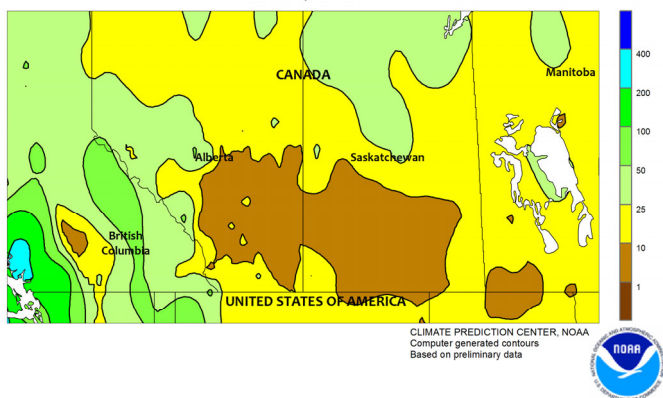 CANADA
Manitoba
Alberta
Saskatchewan
British
Columbia
UNITED STATES OF AMERICA
400
200
100
50
25
10
1
CLIMATE PREDICTION CENTER, NOAA
Computer generated contours
Based on preliminary data
NOAA